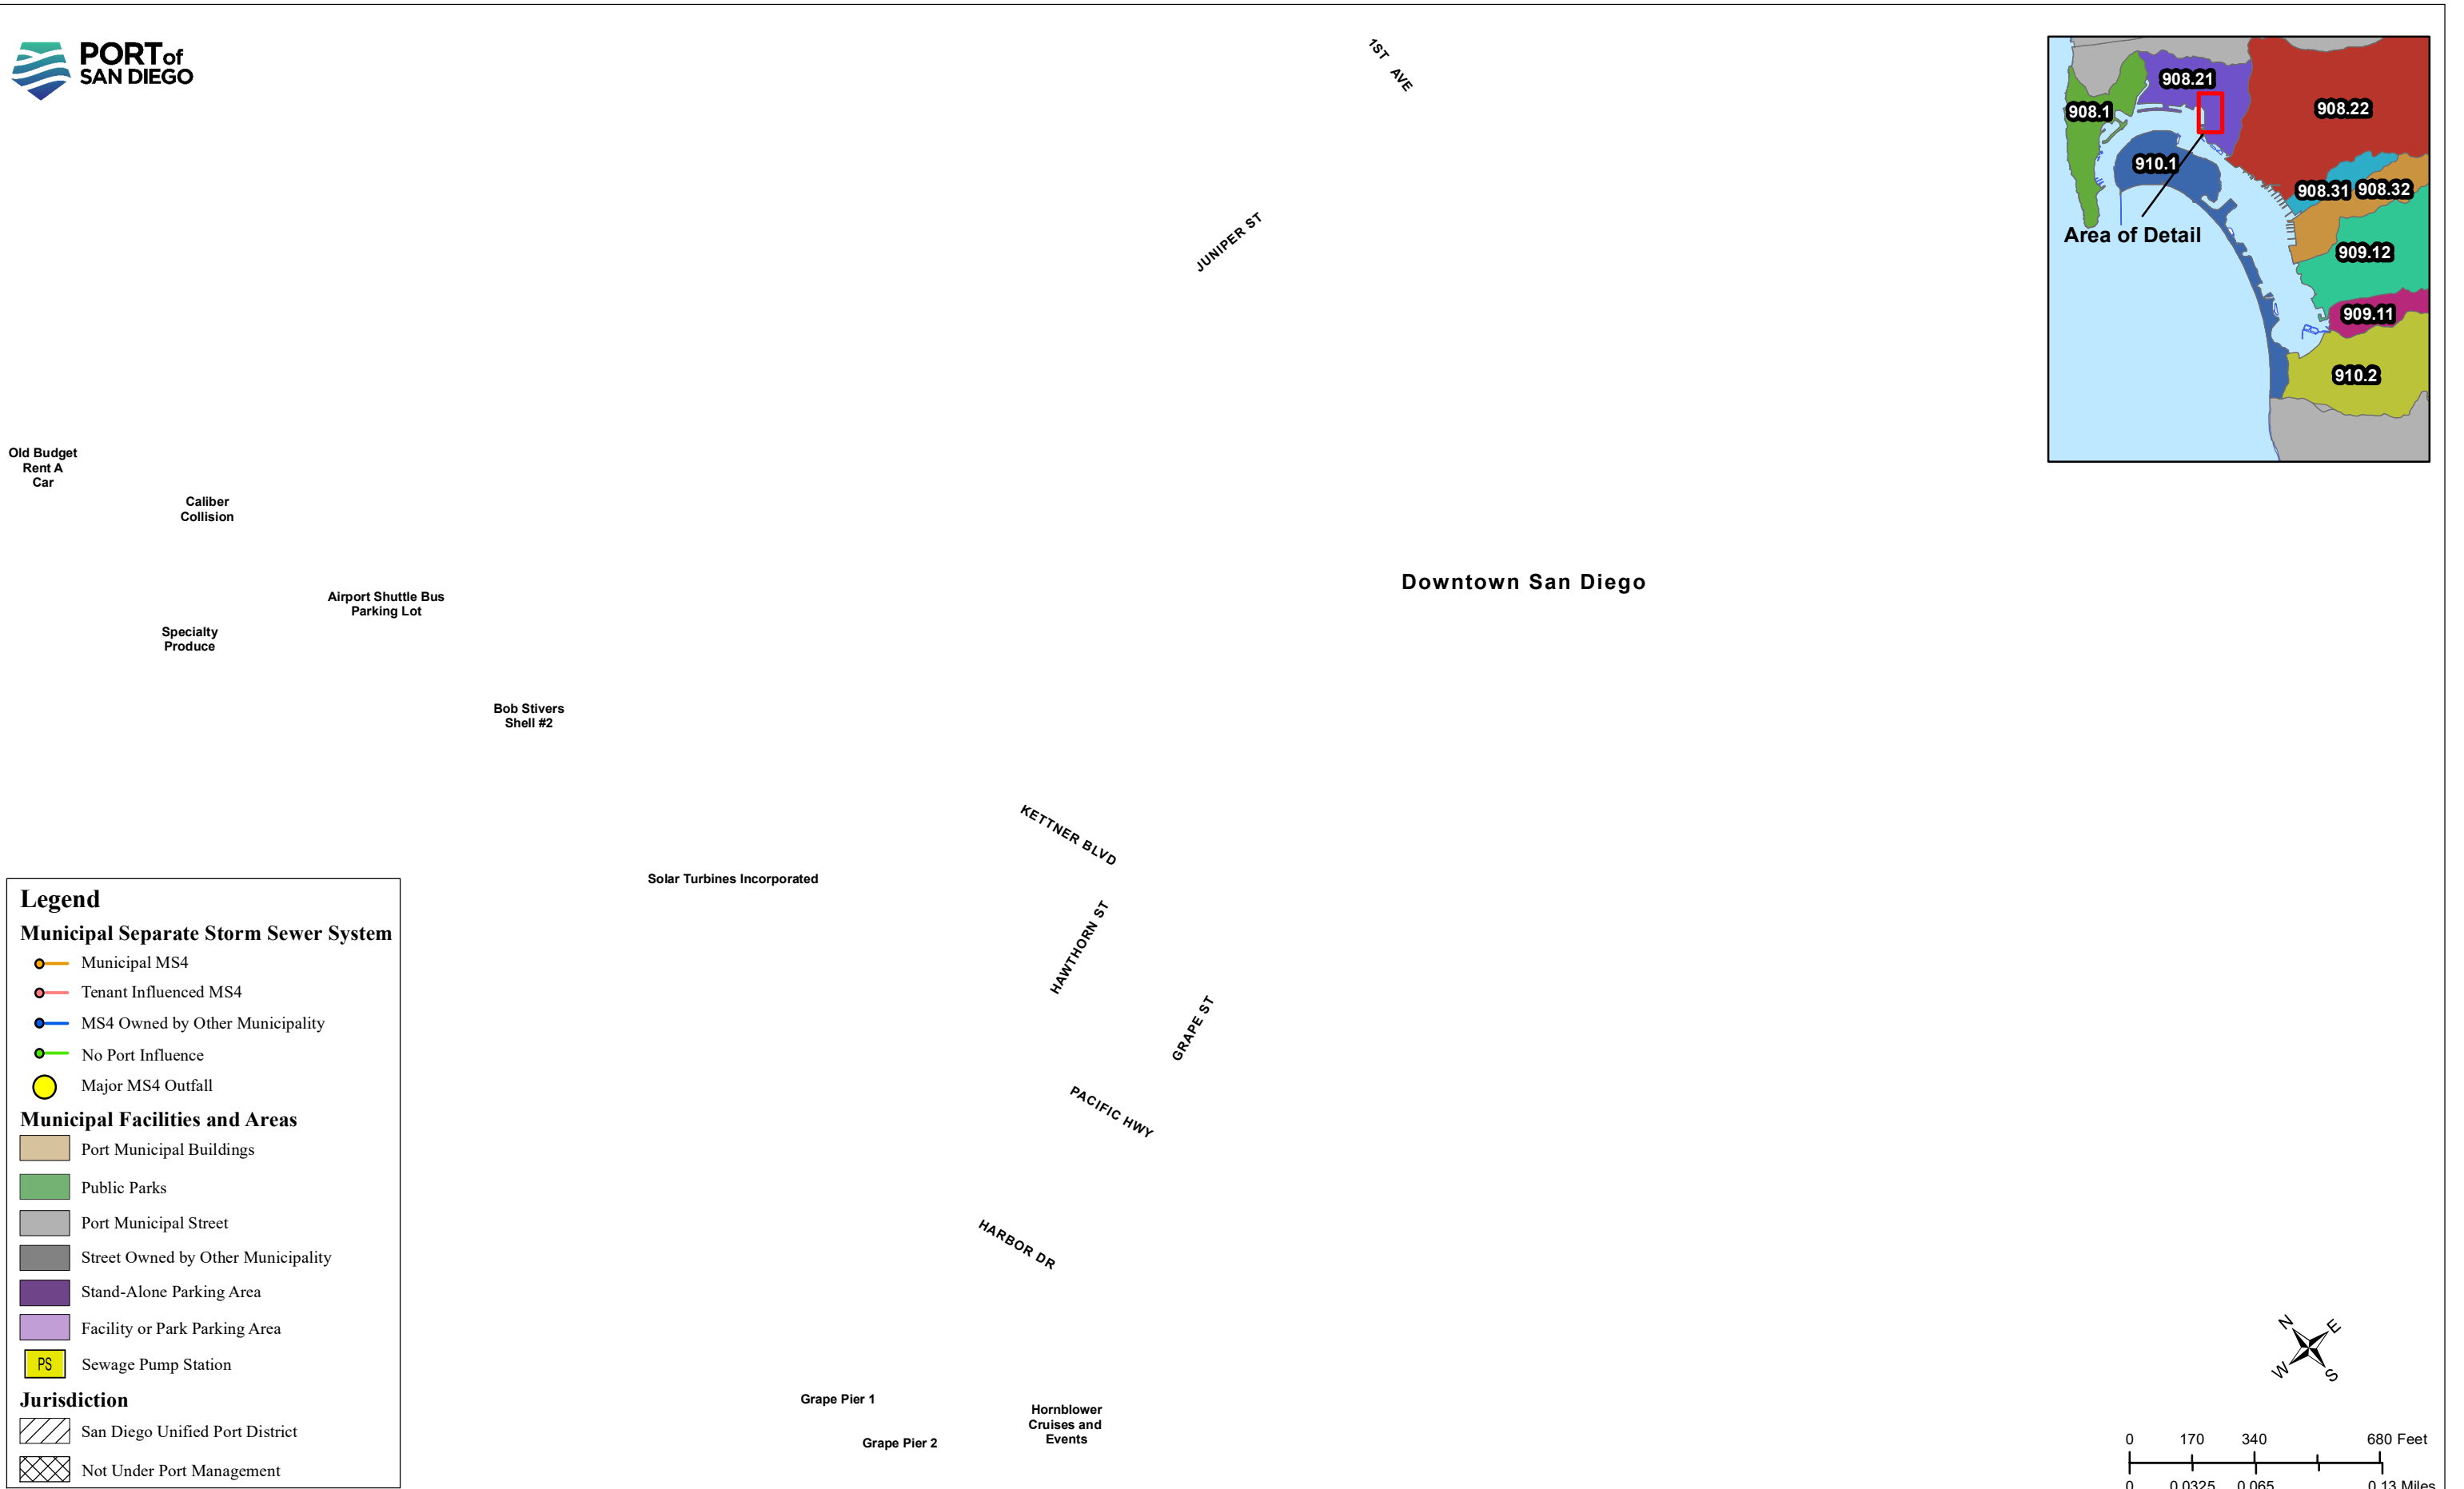 PORT of
SAN DIEGO
1ST AVE
JUNIPER ST
908.21
908.1
908.22
910.1
908.31
908.32
Area of Detail
909.12
909.11
910.2
Old Budget
Rent A
Car
Caliber
Collision
Downtown San Diego
Airport Shuttle Bus
Parking Lot
Specialty
Produce
Bob Stivers
Shell #2
KETTNER BLVD
Solar Turbines Incorporated
HAWTHORN ST
GRAPE ST
PACIFIC HWY
HARBOR DR
Grape Pier 1
Grape Pier 2
Hornblower
Cruises and
Events
Legend
Municipal Separate Storm Sewer System
Municipal MS4
Tenant Influenced MS4
MS4 Owned by Other Municipality
No Port Influence
Major MS4 Outfall
Municipal Facilities and Areas
Port Municipal Buildings
Public Parks
Port Municipal Street
Street Owned by Other Municipality
Stand-Alone Parking Area
Facility or Park Parking Area
PS Sewage Pump Station
Jurisdiction
San Diego Unified Port District
Not Under Port Management
N E
W S
0 170 340 680 Feet
0 0.0325 0.065 0.13 Miles